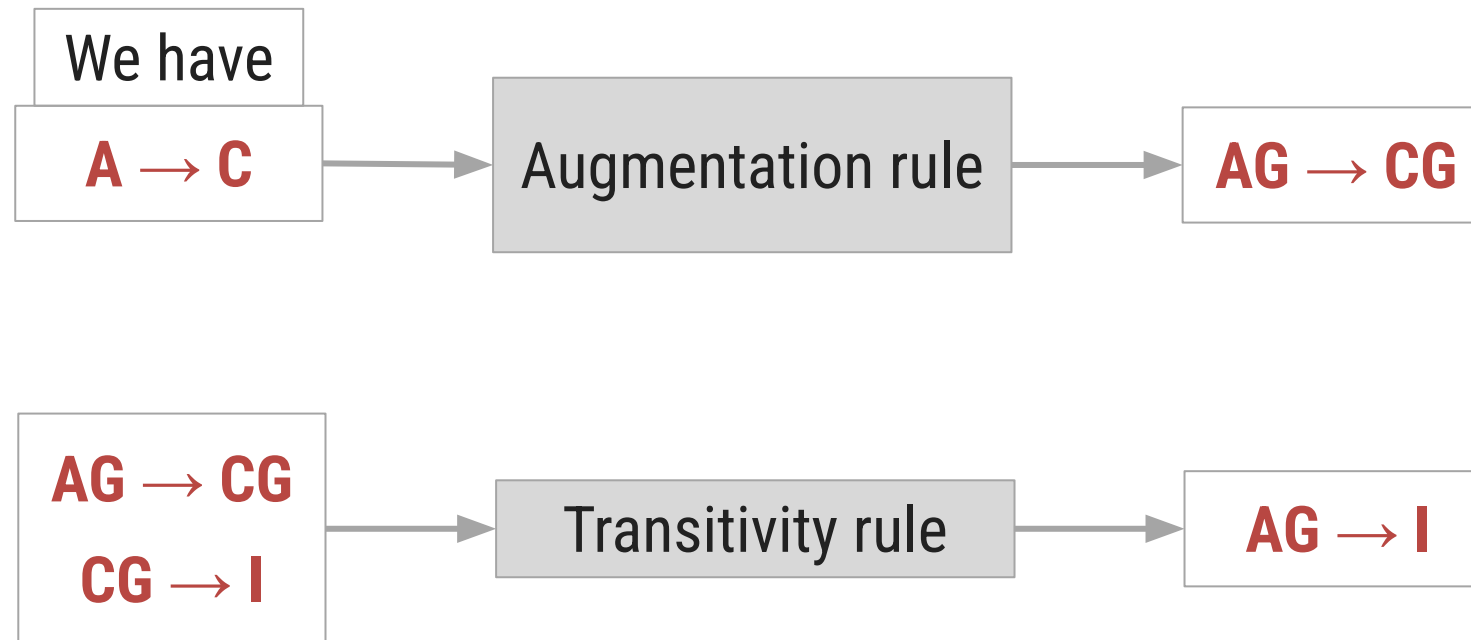 We have
A → C
Augmentation rule
AG → CG
AG → CG
CG → I
Transitivity rule
AG → I